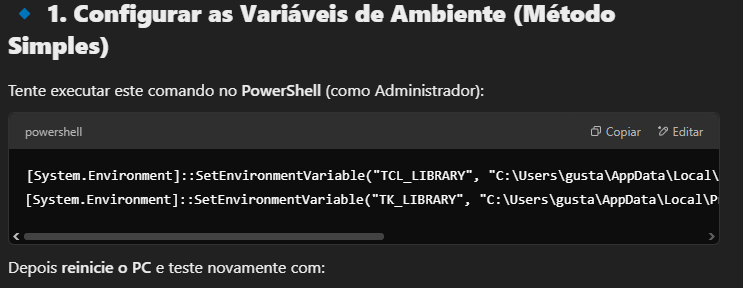 🔹 1. Configurar as Variáveis de Ambiente (Método
Simples)
Tente executar este comando no PowerShell (como Administrador):
powershell
Copiar
Editar
[System.Environment]::SetEnvironmentVariable("TCL_LIBRARY", "C:\Users\gusta\AppData\Local\
[System.Environment]::SetEnvironmentVariable("TK_LIBRARY", "C:\Users\gusta\AppData\Local\P
Depois reinicie o PC e teste novamente com: